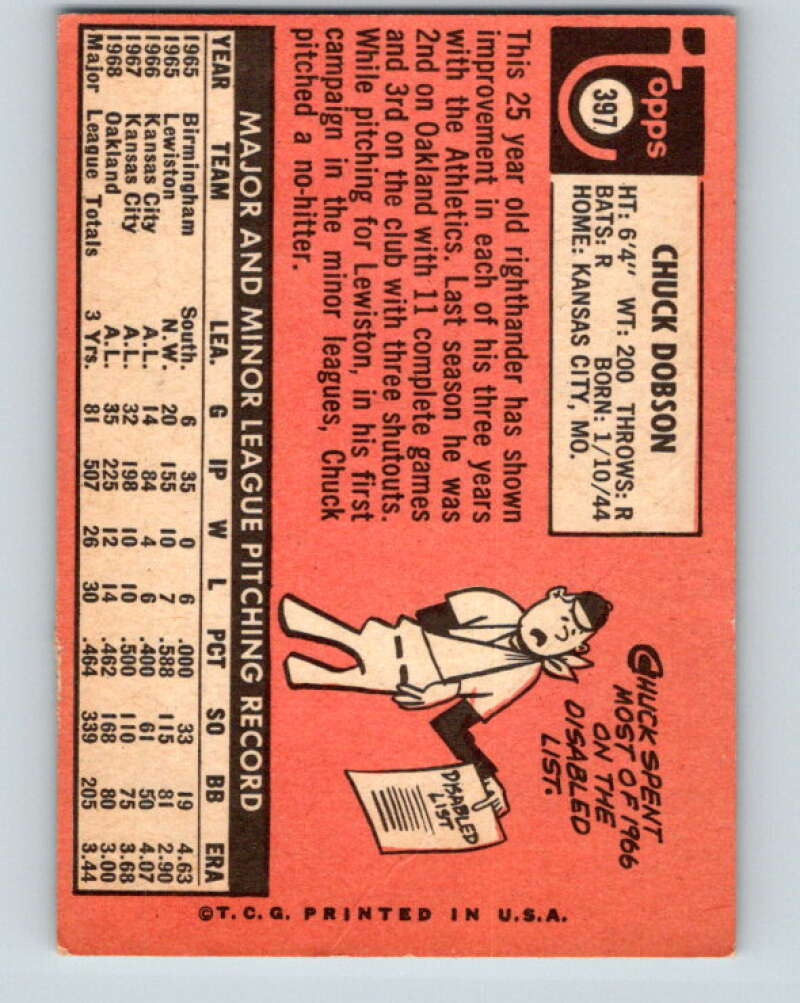 Topps
397
CHUCK DOBSON
HT: 6'4" WT: 200 THROWS: R
BATS: R BORN: 1/10/44
HOME: KANSAS CITY, MO.
This 25 year old righthander has shown
improvement in each of his three years
with the Athletics. Last season he was
2nd on Oakland with 11 complete games
and 3rd on the club with three shutouts.
While pitching for Lewiston, in his first
campaign in the minor leagues, Chuck
pitched a no-hitter.
CHUCK SPENT
MOST OF 1966
ON THE
DISABLED
LIST.
DISABLED
LIST
MAJOR AND MINOR LEAGUE PITCHING RECORD
YEAR TEAM LEA. G IP W L PCT SO BB ERA
1965 Birmingham South. 6 35 0 6 .000 33 19 4.63
1965 Lewiston N.W. 20 155 10 7 .588 115 81 2.90
1966 Kansas City A.L. 14 84 4 6 .400 61 50 4.07
1967 Kansas City A.L. 32 198 10 10 .500 110 75 3.68
1968 Oakland A.L. 35 225 12 14 .462 168 80 3.00
Major League Totals 3 Yrs. 81 507 26 30 .464 339 205 3.44
©T.C.G. PRINTED IN U.S.A.